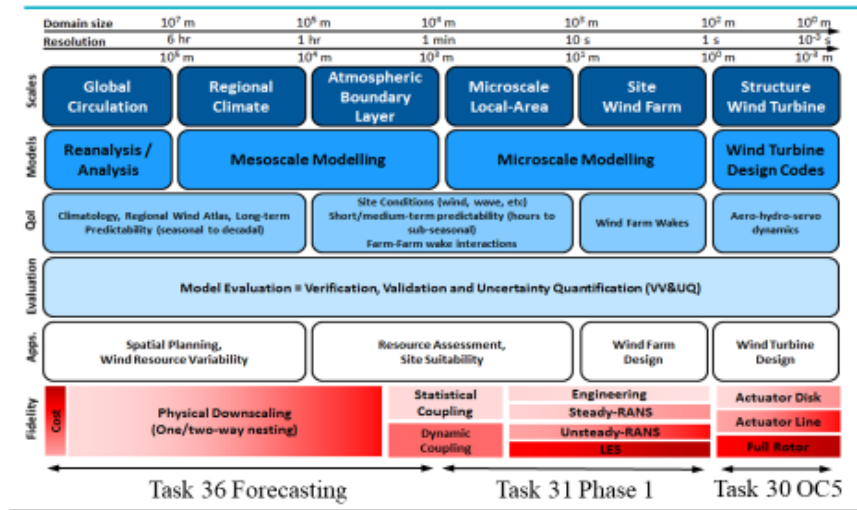 Domain size 10⁷ m 10⁶ m 10⁴ m 10³ m 10² m 10⁰ m
Resolution 6 hr 1 hr 1 min 10 s 1 s 10⁻³ s
10⁵ m 10⁴ m 10³ m 10¹ m 10⁰ m 10⁻³ m
Scales
Global
Circulation
Regional
Climate
Atmospheric
Boundary
Layer
Microscale
Local-Area
Site
Wind Farm
Structure
Wind Turbine
Models
Reanalysis /
Analysis
Mesoscale Modelling
Microscale Modelling
Wind Turbine
Design Codes
QoI
Climatology, Regional Wind Atlas, Long-term
Predictability (seasonal to decadal)
Site Conditions (wind, wave, etc)
Short/medium-term predictability (hours to
sub-seasonal)
Farm-Farm wake interactions
Wind Farm Wakes
Aero-hydro-servo
dynamics
Evaluation
Model Evaluation = Verification, Validation and Uncertainty Quantification (VV&UQ)
Apps.
Spatial Planning,
Wind Resource Variability
Resource Assessment,
Site Suitability
Wind Farm
Design
Wind Turbine
Design
Fidelity
Cost
Physical Downscaling
(One/two-way nesting)
Statistical
Coupling
Dynamic
Coupling
Engineering
Steady-RANS
Unsteady-RANS
LES
Actuator Disk
Actuator Line
Full Rotor
Task 36 Forecasting
Task 31 Phase 1
Task 30 OC5